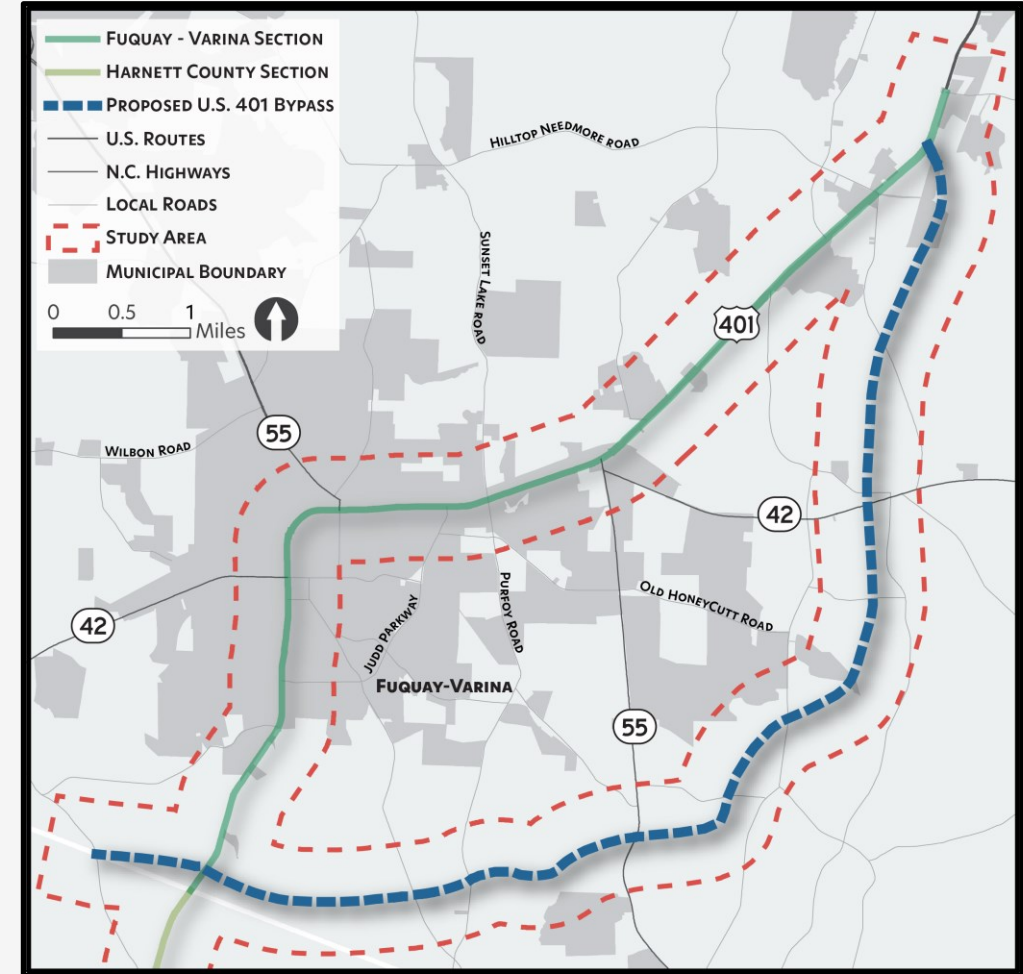 FUQUAY - VARINA SECTION
HARNETT COUNTY SECTION
PROPOSED U.S. 401 BYPASS
U.S. ROUTES
N.C. HIGHWAYS
LOCAL ROADS
STUDY AREA
MUNICIPAL BOUNDARY
0 0.5 1
Miles
HILLTOP NEEDMORE ROAD
SUNSET LAKE ROAD
401
55
WILBON ROAD
42
42
OLD HONEYCUTT ROAD
PURFOY ROAD
JUDD PARKWAY
FUQUAY-VARINA
55